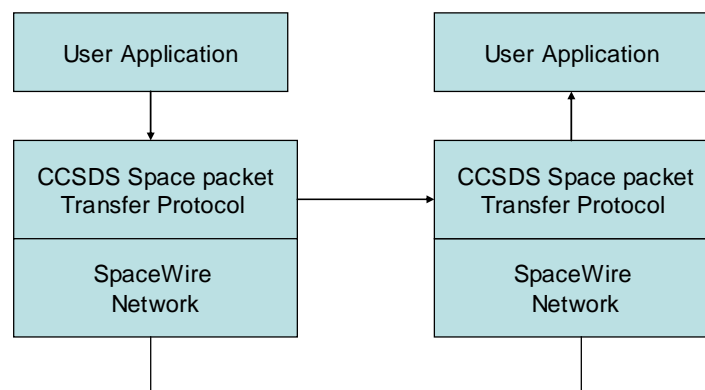 User Application
User Application
CCSDS Space packet
Transfer Protocol
CCSDS Space packet
Transfer Protocol
SpaceWire
Network
SpaceWire
Network